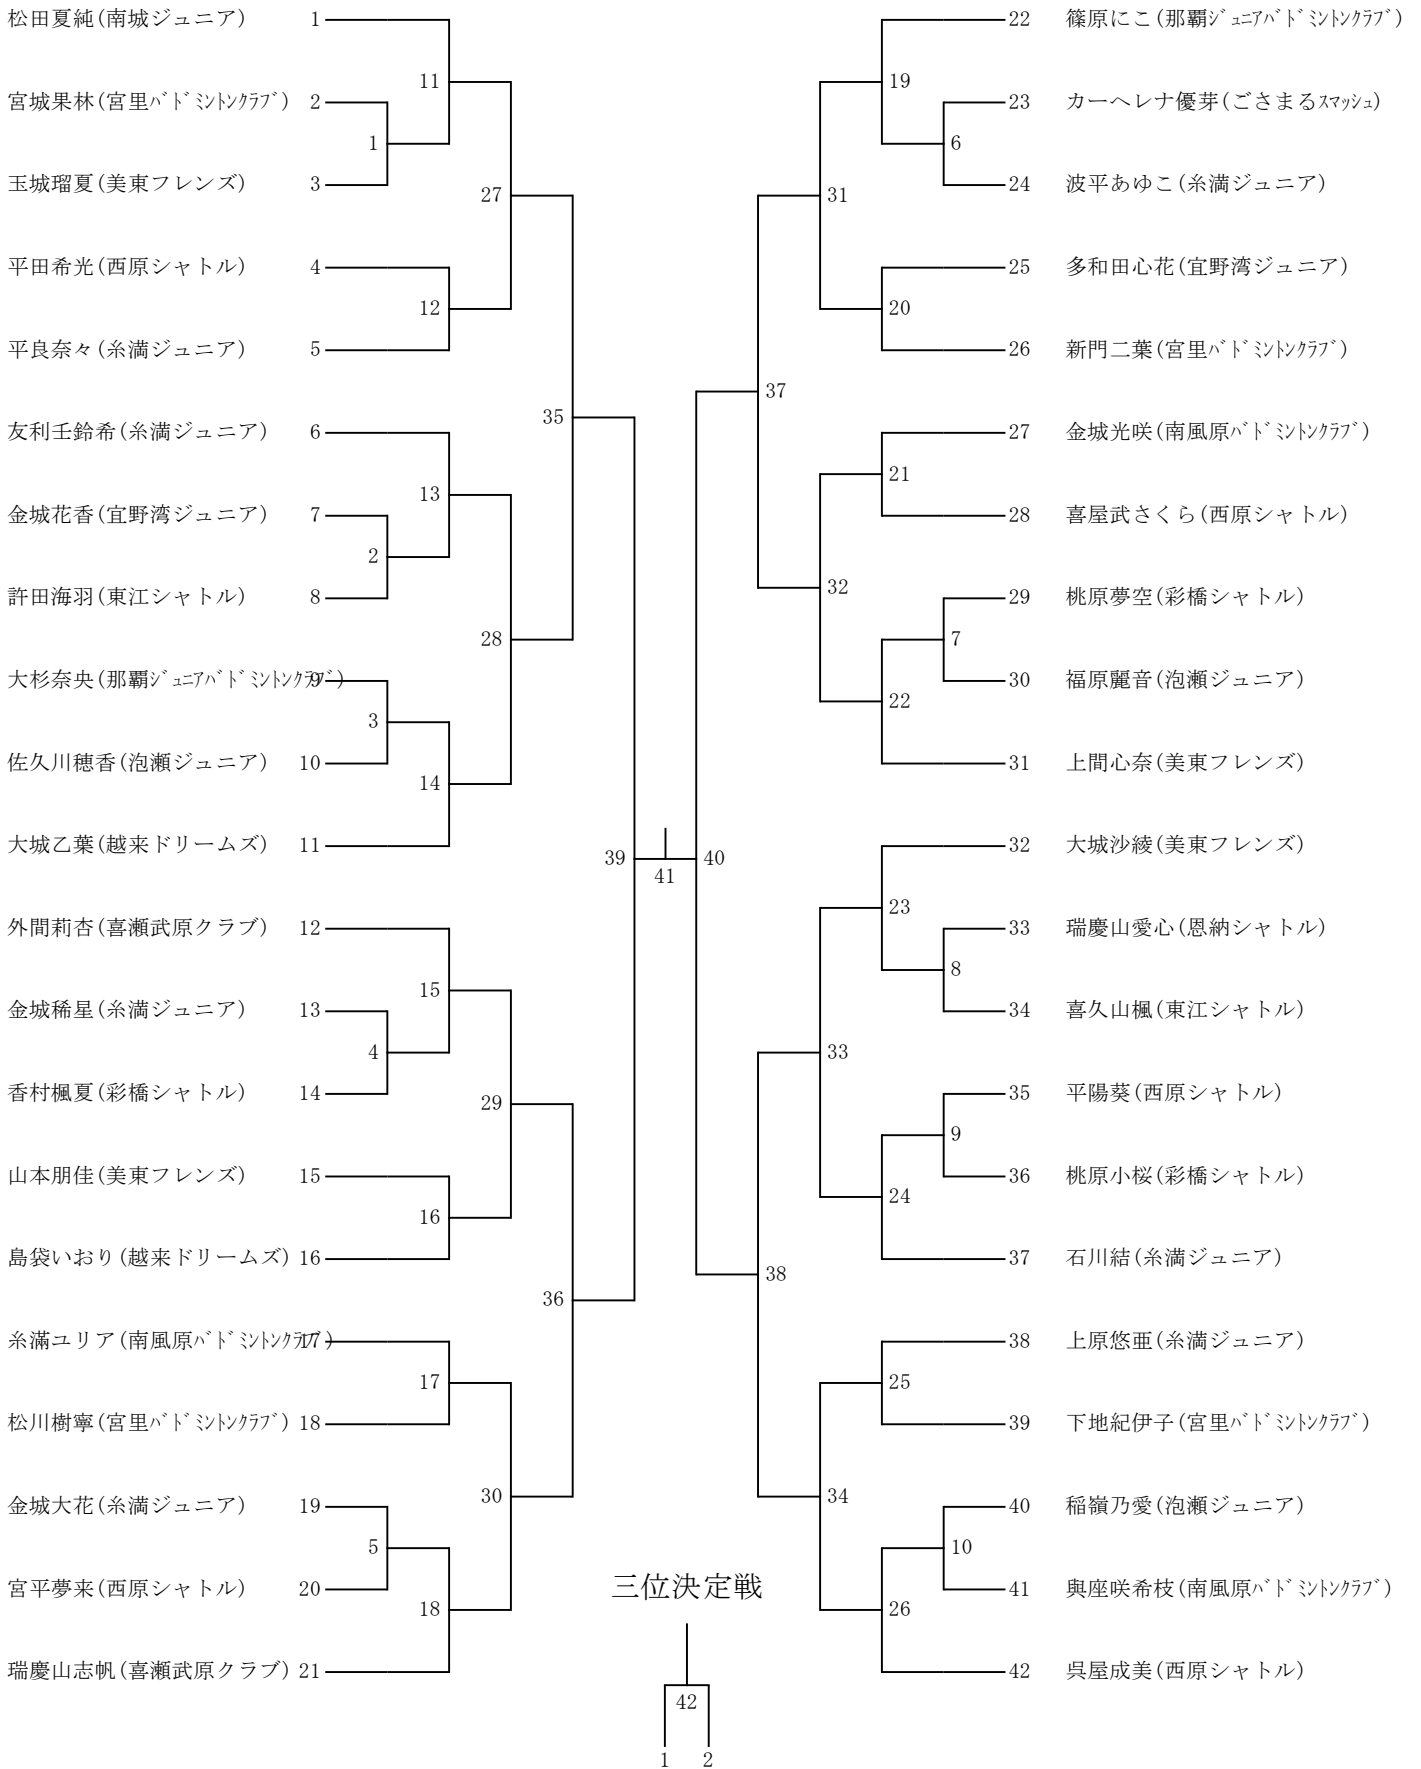 松田夏純(南城ジュニア) 1
宮城果林(宮里ﾊﾞﾄﾞﾐﾝﾄﾝｸﾗﾌﾞ) 2
玉城瑠夏(美東フレンズ) 3
平田希光(西原シャトル) 4
平良奈々(糸満ジュニア) 5
友利壬鈴希(糸満ジュニア) 6
金城花香(宜野湾ジュニア) 7
許田海羽(東江シャトル) 8
大杉奈央(那覇ｼﾞｭﾆｱﾊﾞﾄﾞﾐﾝﾄﾝｸﾗﾌﾞ) 9
佐久川穂香(泡瀬ジュニア) 10
大城乙葉(越来ドリームズ) 11
外間莉杏(喜瀬武原クラブ) 12
金城稀星(糸満ジュニア) 13
香村楓夏(彩橋シャトル) 14
山本朋佳(美東フレンズ) 15
島袋いおり(越来ドリームズ) 16
糸滿ユリア(南風原ﾊﾞﾄﾞﾐﾝﾄﾝｸﾗﾌﾞ) 17
松川樹寧(宮里ﾊﾞﾄﾞﾐﾝﾄﾝｸﾗﾌﾞ) 18
金城大花(糸満ジュニア) 19
宮平夢来(西原シャトル) 20
瑞慶山志帆(喜瀬武原クラブ) 21
1
2
3
4
5
11
12
13
14
15
16
17
18
27
28
29
30
35
36
39
41
40
37
38
31
32
33
34
19
20
21
22
23
24
25
26
6
7
8
9
10
22 篠原にこ(那覇ｼﾞｭﾆｱﾊﾞﾄﾞﾐﾝﾄﾝｸﾗﾌﾞ)
23 カーヘレナ優芽(ごさまるｽﾏｯｼｭ)
24 波平あゆこ(糸満ジュニア)
25 多和田心花(宜野湾ジュニア)
26 新門二葉(宮里ﾊﾞﾄﾞﾐﾝﾄﾝｸﾗﾌﾞ)
27 金城光咲(南風原ﾊﾞﾄﾞﾐﾝﾄﾝｸﾗﾌﾞ)
28 喜屋武さくら(西原シャトル)
29 桃原夢空(彩橋シャトル)
30 福原麗音(泡瀬ジュニア)
31 上間心奈(美東フレンズ)
32 大城沙綾(美東フレンズ)
33 瑞慶山愛心(恩納シャトル)
34 喜久山楓(東江シャトル)
35 平陽葵(西原シャトル)
36 桃原小桜(彩橋シャトル)
37 石川結(糸満ジュニア)
38 上原悠亜(糸満ジュニア)
39 下地紀伊子(宮里ﾊﾞﾄﾞﾐﾝﾄﾝｸﾗﾌﾞ)
40 稲嶺乃愛(泡瀬ジュニア)
41 與座咲希枝(南風原ﾊﾞﾄﾞﾐﾝﾄﾝｸﾗﾌﾞ)
42 呉屋成美(西原シャトル)
三位決定戦
42
1 2